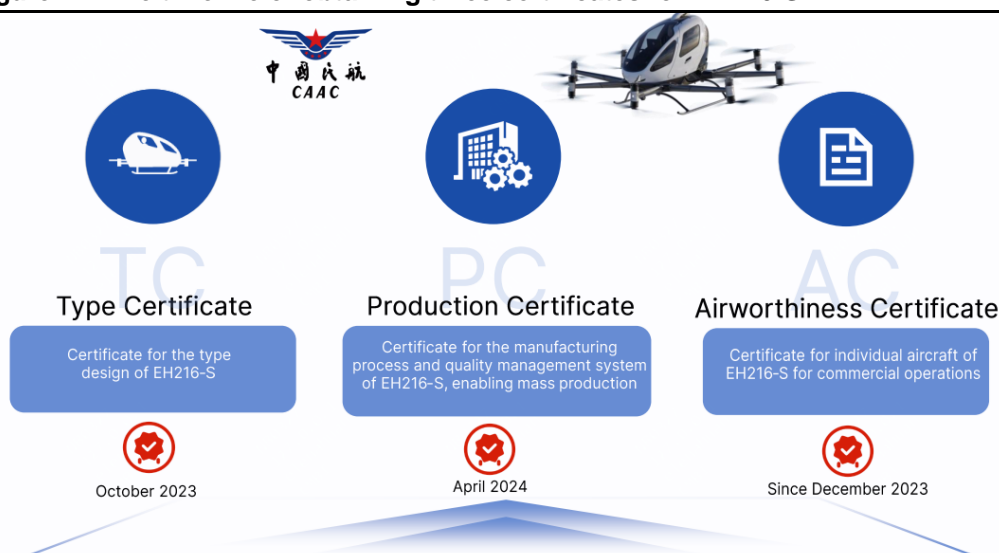 中國民航
CAAC
TC
Type Certificate
Certificate for the type
design of EH216-S
October 2023
PC
Production Certificate
Certificate for the manufacturing
process and quality management system
of EH216-S, enabling mass production
April 2024
AC
Airworthiness Certificate
Certificate for individual aircraft of
EH216-S for commercial operations
Since December 2023